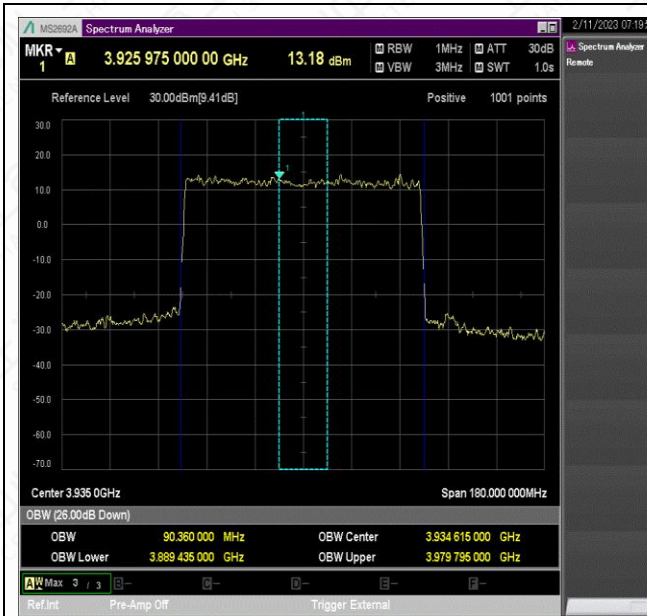 MS2692A Spectrum Analyzer
2/11/2023 07:19:5
MKR 1 A 3.925 975 000 00 GHz 13.18 dBm
M RBW 1MHz M ATT 30dB
M VBW 3MHz M SWT 1.0s
Spectrum Analyzer
Remote
Reference Level 30.00dBm[9.41dB] Positive 1001 points
30.0
1
20.0
1
10.0
0.0
-10.0
-20.0
-30.0
-40.0
-50.0
-60.0
-70.0
Center 3.935 0GHz Span 180.000 000MHz
OBW (26.00dB Down)
OBW 90.360 000 MHz OBW Center 3.934 615 000 GHz
OBW Lower 3.889 435 000 GHz OBW Upper 3.979 795 000 GHz
A W Max 3 / 3 B- C- D- E- F-
Ref.Int Pre-Amp Off Trigger External